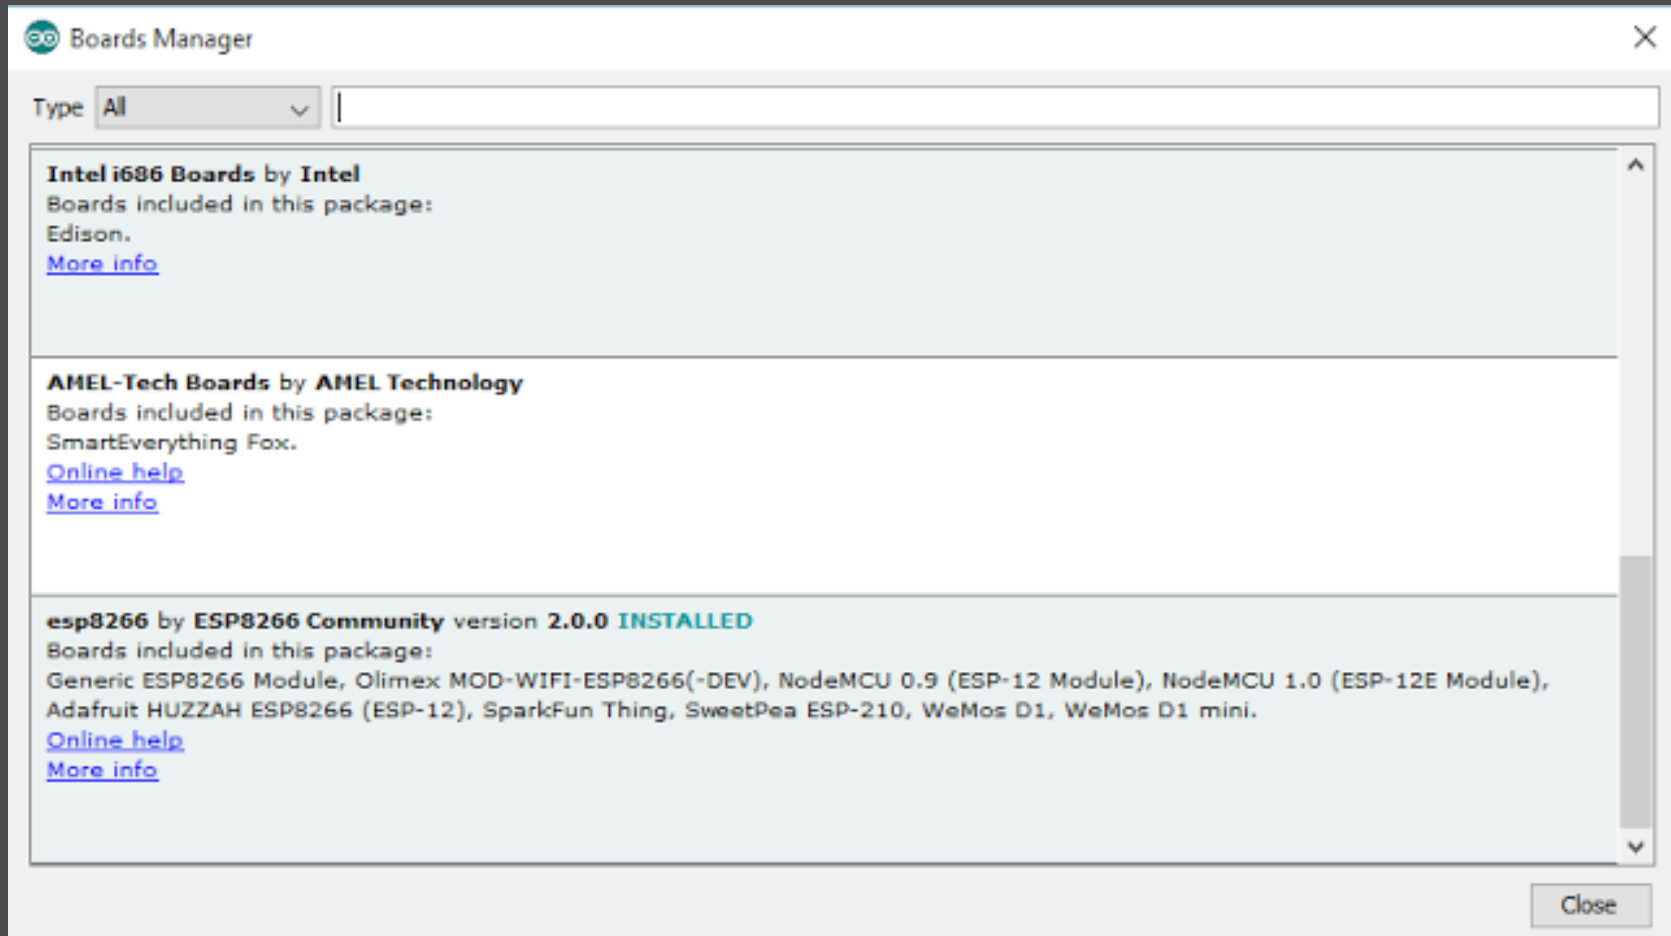 Boards Manager
Type All
Intel i686 Boards by Intel
Boards included in this package:
Edison.
More info
AMEL-Tech Boards by AMEL Technology
Boards included in this package:
SmartEverything Fox.
Online help
More info
esp8266 by ESP8266 Community version 2.0.0 INSTALLED
Boards included in this package:
Generic ESP8266 Module, Olimex MOD-WIFI-ESP8266(-DEV), NodeMCU 0.9 (ESP-12 Module), NodeMCU 1.0 (ESP-12E Module),
Adafruit HUZZAH ESP8266 (ESP-12), SparkFun Thing, SweetPea ESP-210, WeMos D1, WeMos D1 mini.
Online help
More info
Close